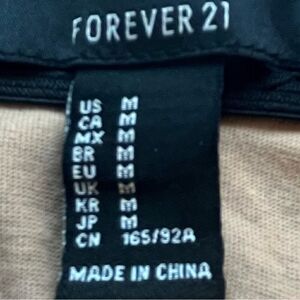 FOREVER 21
US M
CA M
MX M
BR M
EU M
UK M
KR M
JP M
CN 165/92A
MADE IN CHINA